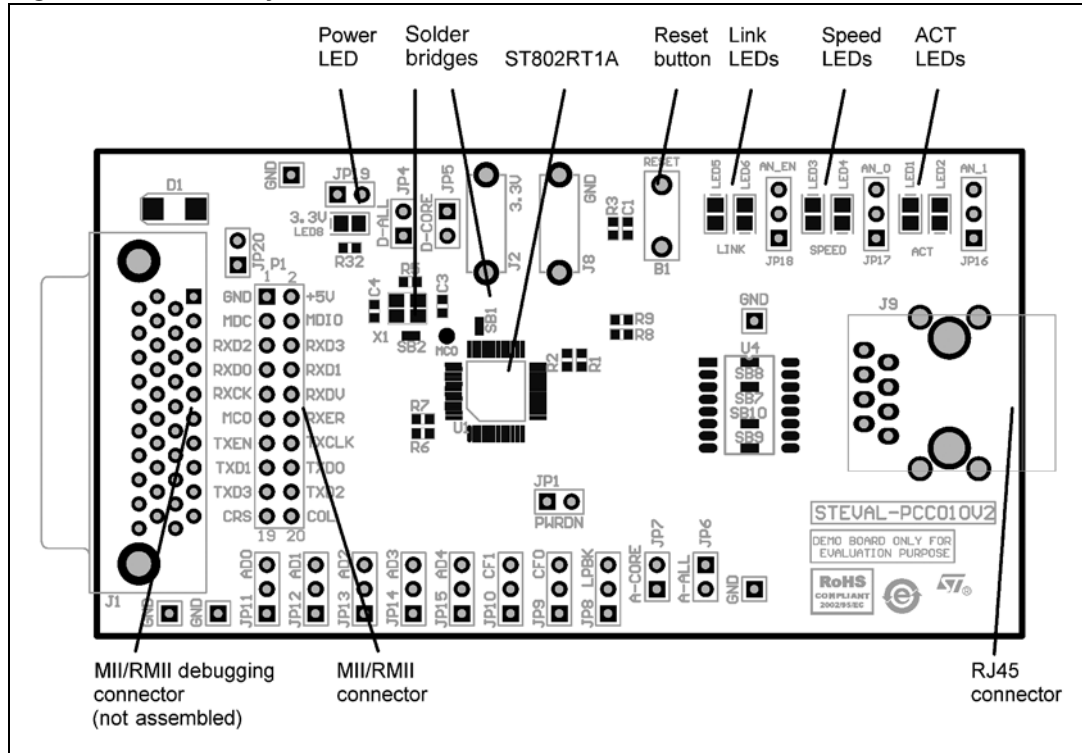 Power LED
Solder bridges
ST802RT1A
Reset button
Link LEDs
Speed LEDs
ACT LEDs
D1
GND
JP19
3.3V
LED8
R32
JP4
D-ALL
JP5
D-CORE
3.3V
J2
GND
J8
R3
C1
RESET
B1
LED5
LED6
LINK
AN_EN
JP18
LED3
LED4
SPEED
AN_0
JP17
LED1
LED2
ACT
AN_1
JP16
JP20
P1
1 2
GND +5V
MDC MDIO
RXD2 RXD3
RXD0 RXD1
RXCK RXDV
MCO RXER
TXEN TXCLK
TXD1 TXD0
TXD3 TXD2
CRS COL
19 20
C4
R5
C3
X1
SB2
MCO
SB1
R2
R1
R9
R8
R7
R6
U1
GND
U4
SB8
SB7
SB10
SB9
J9
JP1
PWRDN
STEVAL-PCC010V2
DEMO BOARD ONLY FOR
EVALUATION PURPOSE
RoHS
COMPLIANT
2002/95/EC
e
ST
J1
GND
GND
JP11 AD0
JP12 AD1
JP13 AD2
JP14 AD3
JP15 AD4
JP10 CF1
JP9 CF0
JP8 LPBK
A-CORE JP7
A-ALL JP6
GND
MII/RMII debugging
connector
(not assembled)
MII/RMII
connector
RJ45
connector